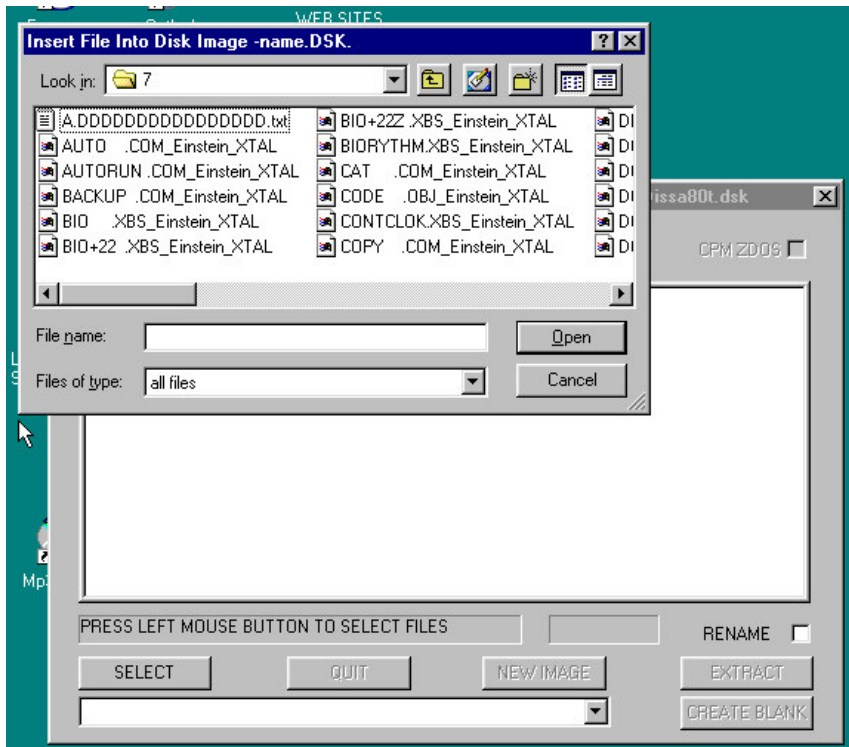 WEB SITES
Insert File Into Disk Image -name.DSK.
Look in: 7
A.DDDDDDDDDDDDDDDD.txt
AUTO .COM_Einstein_XTAL
AUTORUN .COM_Einstein_XTAL
BACKUP .COM_Einstein_XTAL
BIO .XBS_Einstein_XTAL
BIO+22 .XBS_Einstein_XTAL
BIO+22Z .XBS_Einstein_XTAL
BIORYTHM.XBS_Einstein_XTAL
CAT .COM_Einstein_XTAL
CODE .OBJ_Einstein_XTAL
CONTCLOK.XBS_Einstein_XTAL
COPY .COM_Einstein_XTAL
File name:
Open
Files of type: all files
Cancel
issa80t.dsk
CPM ZDOS
PRESS LEFT MOUSE BUTTON TO SELECT FILES
RENAME
SELECT QUIT NEW IMAGE EXTRACT
CREATE BLANK